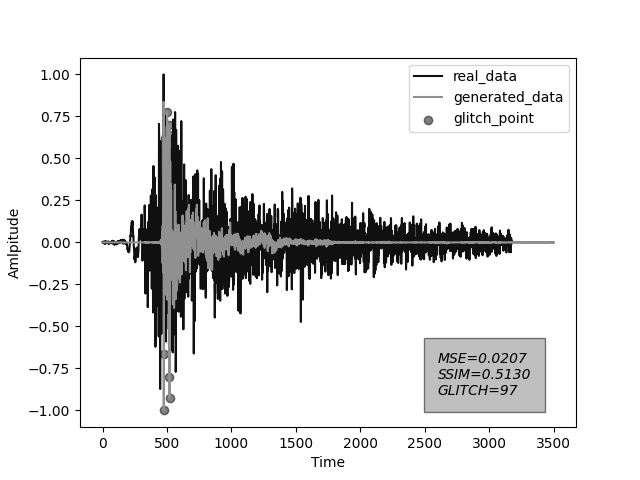 real_data
generated_data
glitch_point
1.00
0.75
0.50
0.25
0.00
−0.25
−0.50
−0.75
−1.00
Amlpitude
MSE=0.0207
SSIM=0.5130
GLITCH=97
0 500 1000 1500 2000 2500 3000 3500
Time